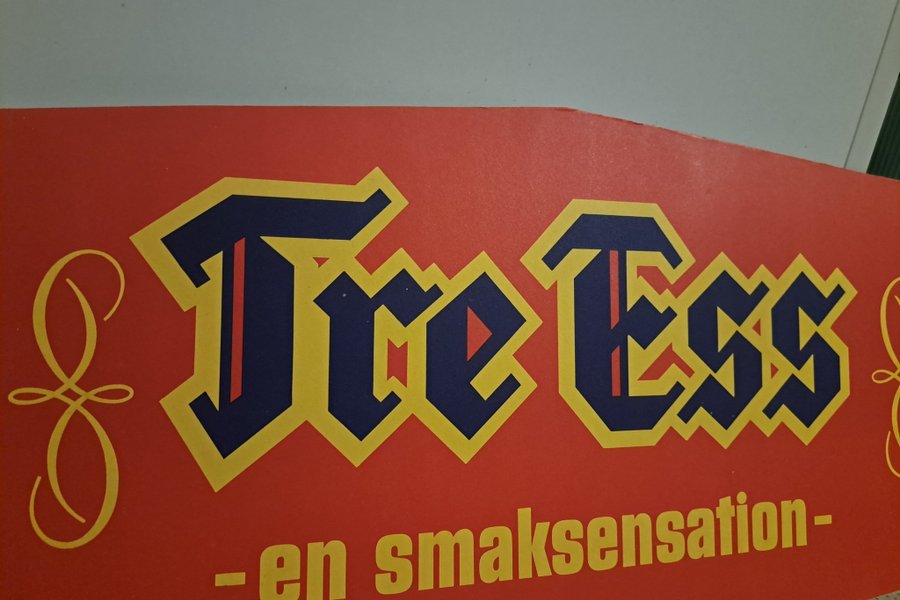 Tre Ess
-en smaksensation-